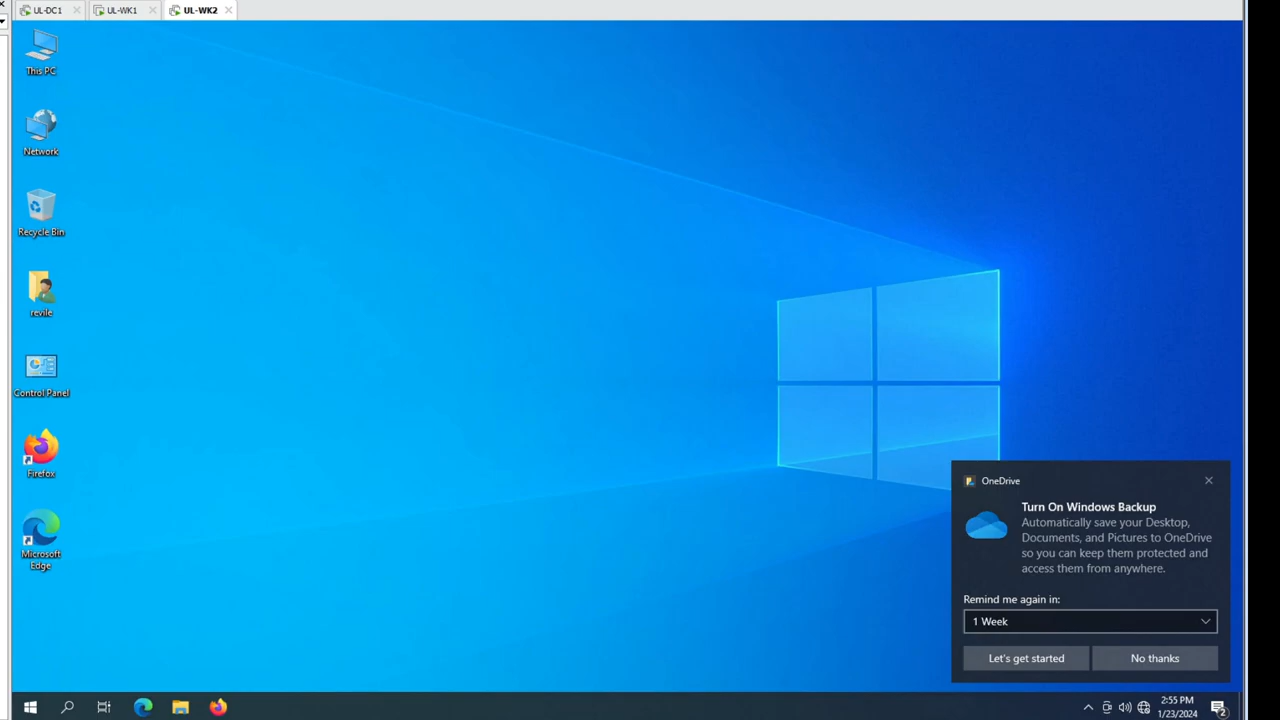 UL-DC1
UL-WK1
UL-WK2
This PC
Network
Recycle Bin
revile
Control Panel
Firefox
Microsoft
Edge
OneDrive
Turn On Windows Backup
Automatically save your Desktop,
Documents, and Pictures to OneDrive
so you can keep them protected and
access them from anywhere.
Remind me again in:
1 Week
Let's get started
No thanks
2:55 PM
1/23/2024
2